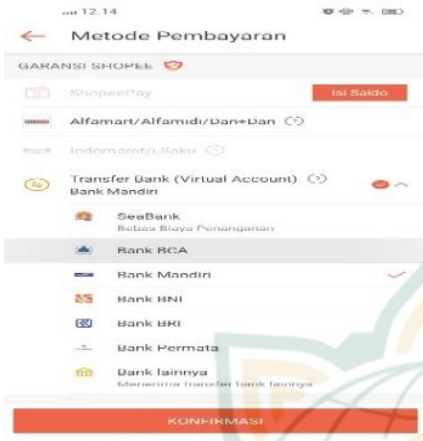 12.14
Metode Pembayaran
GARANSI SHOPEE
ShopeePay
Isi Saldo
Alfamart/Alfamidi/Dan+Dan (?)
Indomaret/i.Saku (?)
Transfer Bank (Virtual Account) (?)
Bank Mandiri
SeaBank
Bebas Biaya Penanganan
Bank BCA
Bank Mandiri
Bank BNI
Bank BRI
Bank Permata
Bank lainnya
Menerima transfer bank lainnya
KONFIRMASI